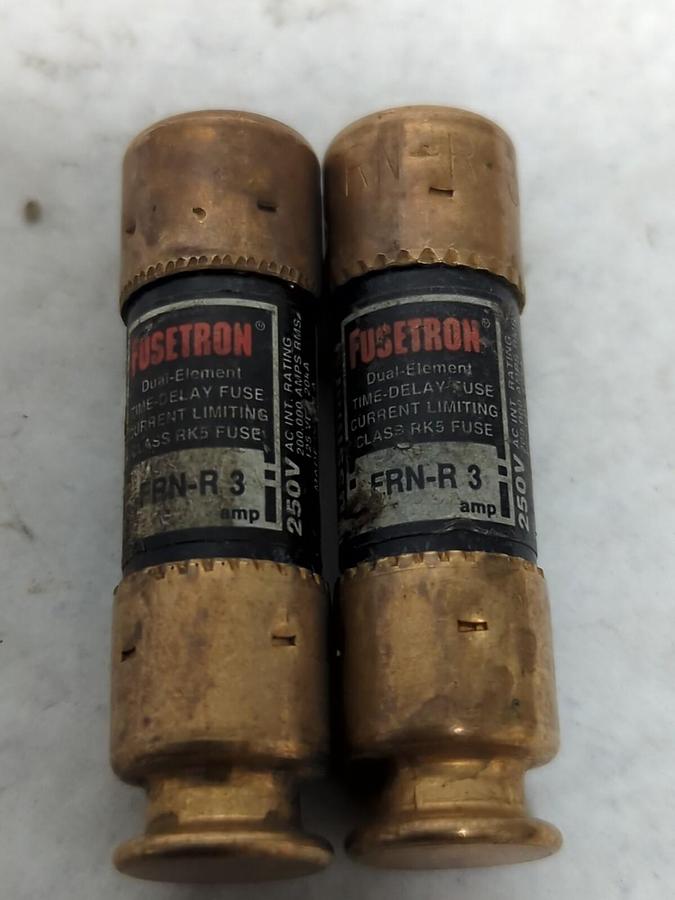 FUSETRON®
Dual-Element
TIME-DELAY FUSE
CURRENT LIMITING
CLASS RK5 FUSE
FRN-R 3
amp
250V
AC INT. RATING
200,000 AMPS RMS
FRN-R-3
FUSETRON®
Dual-Element
TIME-DELAY FUSE
CURRENT LIMITING
CLASS RK5 FUSE
FRN-R 3
amp
250V
AC INT. RATING